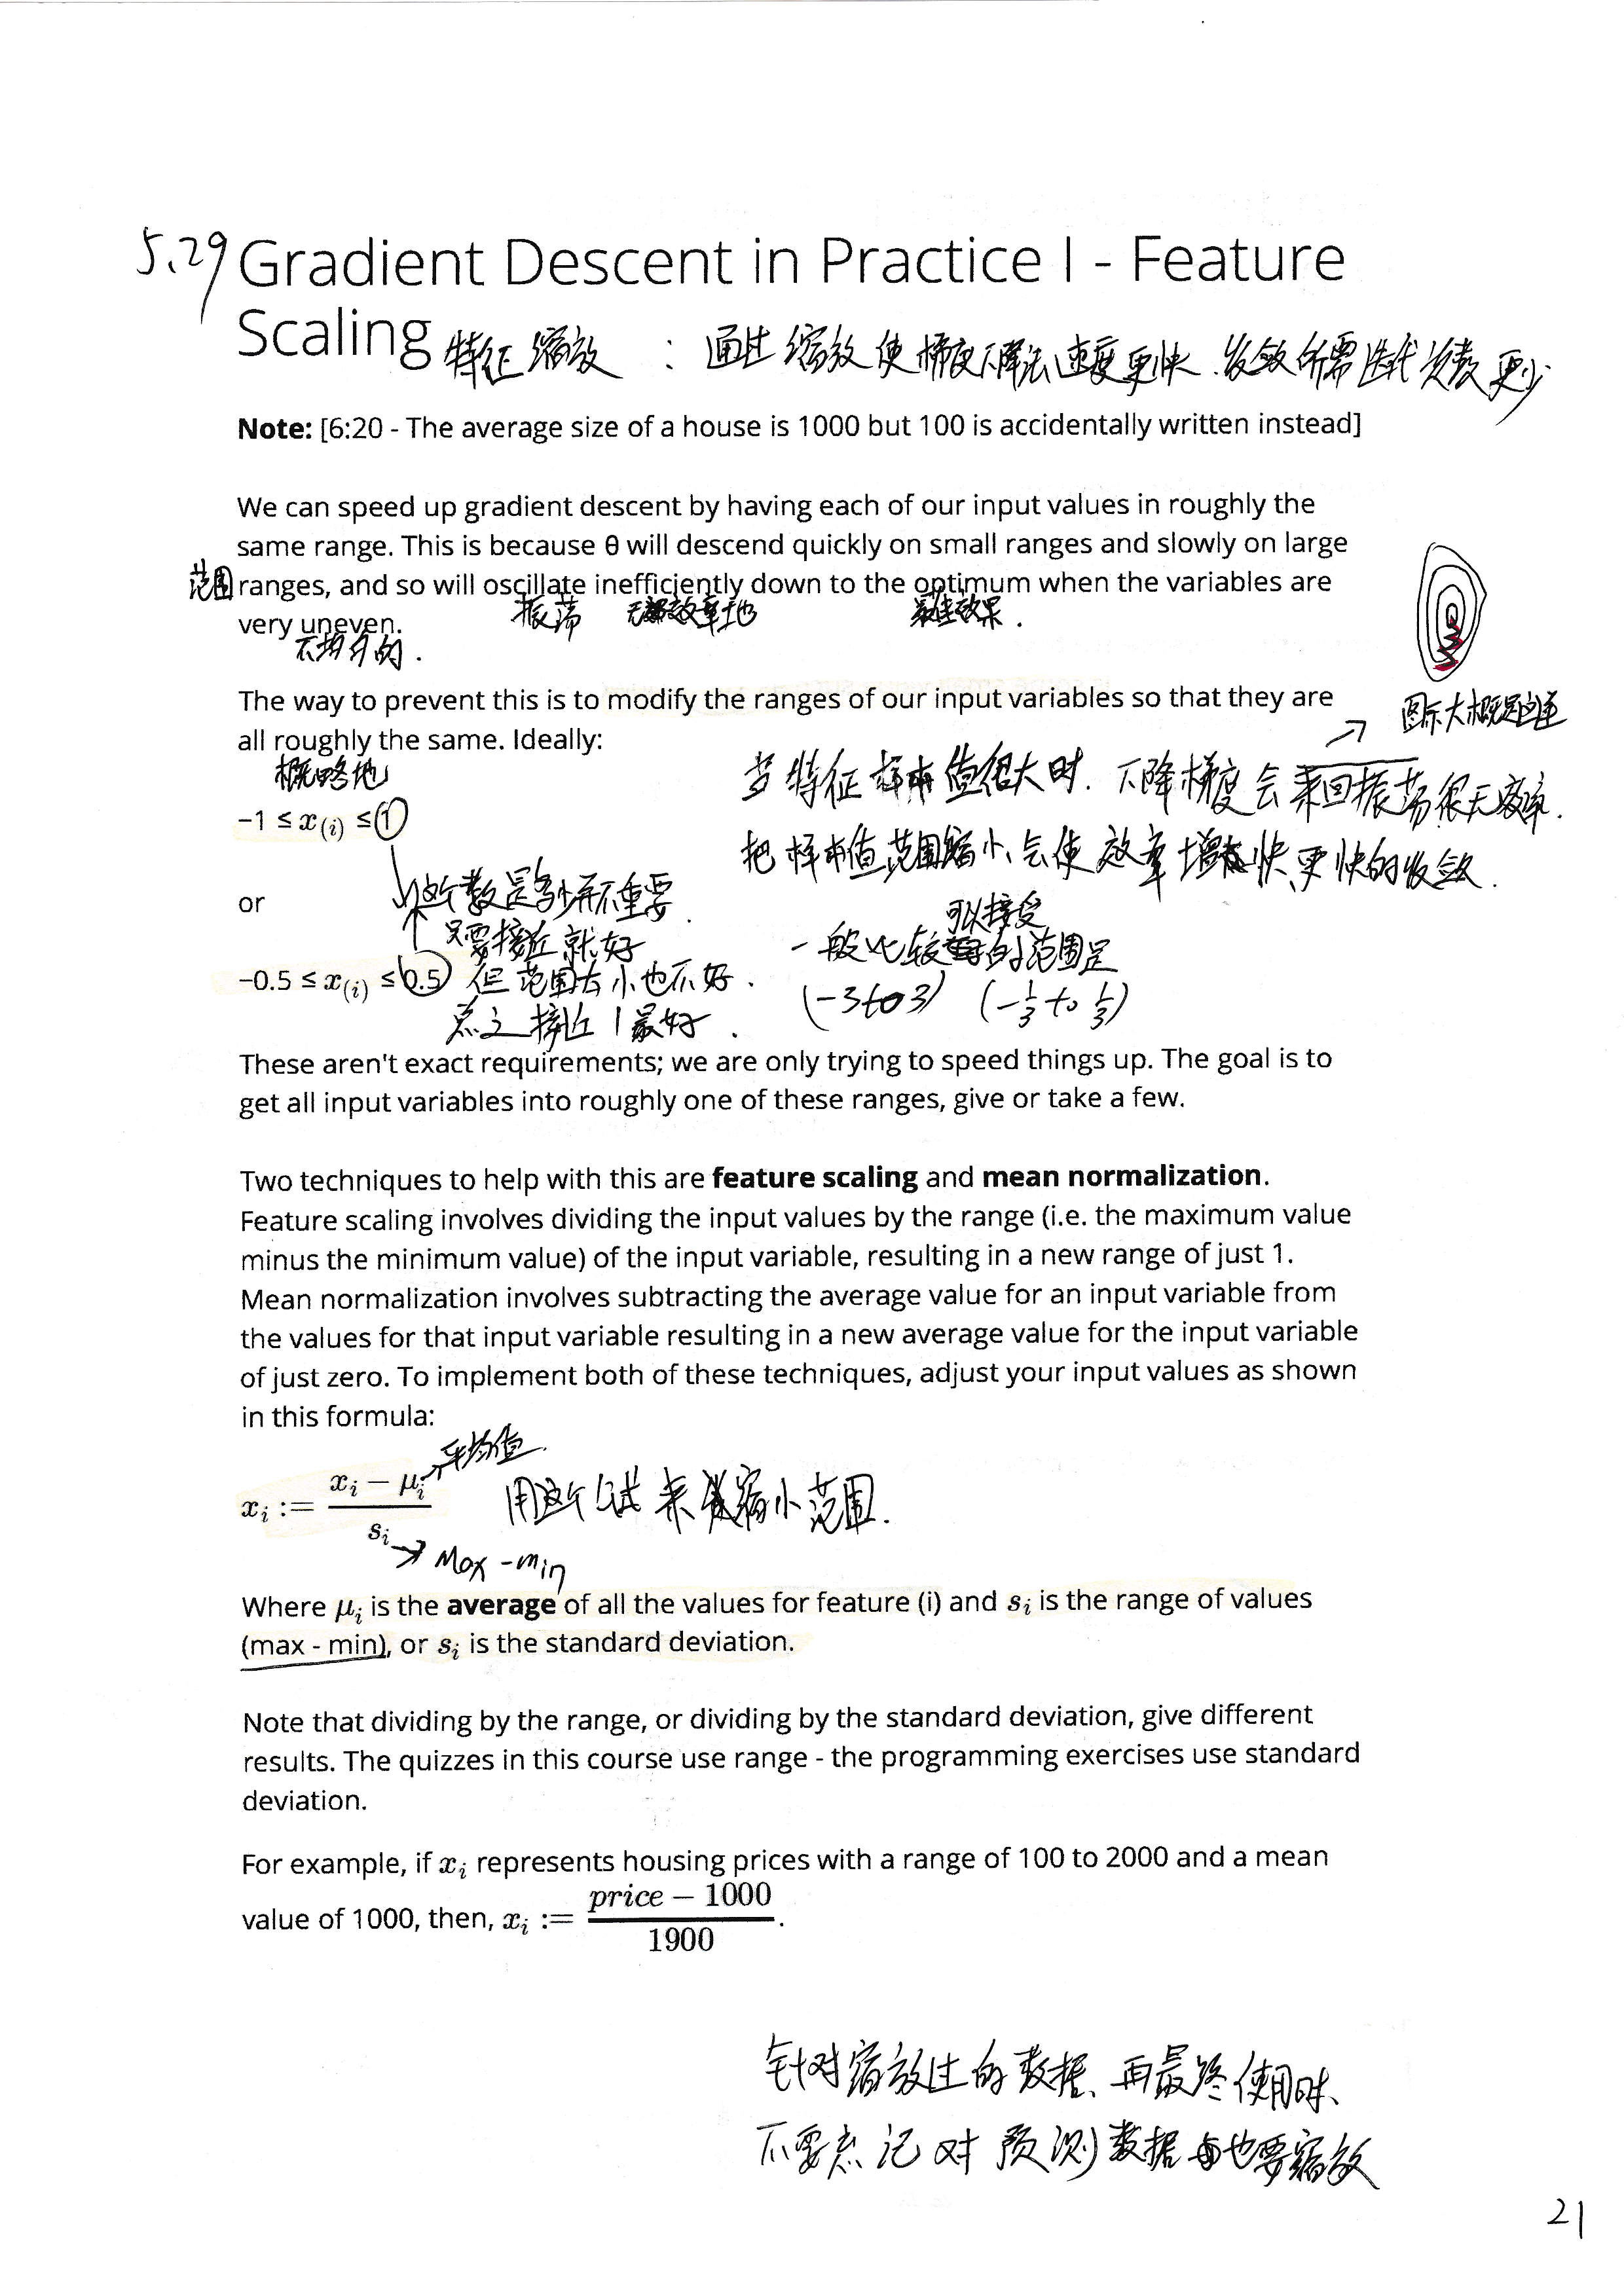 5.29 Gradient Descent in Practice I - Feature
Scaling 特征缩放 : 通过缩放使梯度下降法速度更快.收敛所需迭代次数更少
Note: [6:20 - The average size of a house is 1000 but 100 is accidentally written instead]
We can speed up gradient descent by having each of our input values in roughly the
same range. This is because θ will descend quickly on small ranges and slowly on large
范围 ranges, and so will oscillate inefficiently down to the optimum when the variables are
振荡 无效率地 最佳效果.
very uneven.
不均匀的.
The way to prevent this is to modify the ranges of our input variables so that they are
图示大概是这
all roughly the same. Ideally:
概略地
多特征样本值很大时.下降梯度会来回振荡很无效率.
-1 ≤ x(i) ≤ 1
把样本值范围缩小、会使效率增快、更快的收敛.
这个数是多少并不重要
or
只要接近就好
可以接受
一般比较的范围是
-0.5 ≤ x(i) ≤ 0.5 但范围太小也不好.
(-3 to 3) (-1/3 to 1/3)
总之接近1最好.
These aren't exact requirements; we are only trying to speed things up. The goal is to
get all input variables into roughly one of these ranges, give or take a few.
Two techniques to help with this are feature scaling and mean normalization.
Feature scaling involves dividing the input values by the range (i.e. the maximum value
minus the minimum value) of the input variable, resulting in a new range of just 1.
Mean normalization involves subtracting the average value for an input variable from
the values for that input variable resulting in a new average value for the input variable
of just zero. To implement both of these techniques, adjust your input values as shown
in this formula:
平均值.
xi := (xi − μi) / si
用这个公式来缩小范围.
Max - min
Where μi is the average of all the values for feature (i) and si is the range of values
(max - min), or si is the standard deviation.
Note that dividing by the range, or dividing by the standard deviation, give different
results. The quizzes in this course use range - the programming exercises use standard
deviation.
For example, if xi represents housing prices with a range of 100 to 2000 and a mean
value of 1000, then, xi := (price − 1000) / 1900.
针对缩放过的数据、再最终使用时、
不要忘记对预测数据也要缩放
21